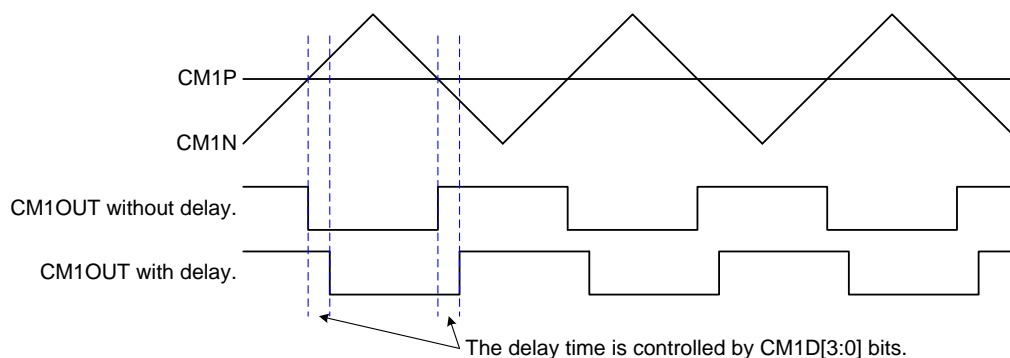 CM1P
CM1N
CM1OUT without delay.
CM1OUT with delay.
The delay time is controlled by CM1D[3:0] bits.